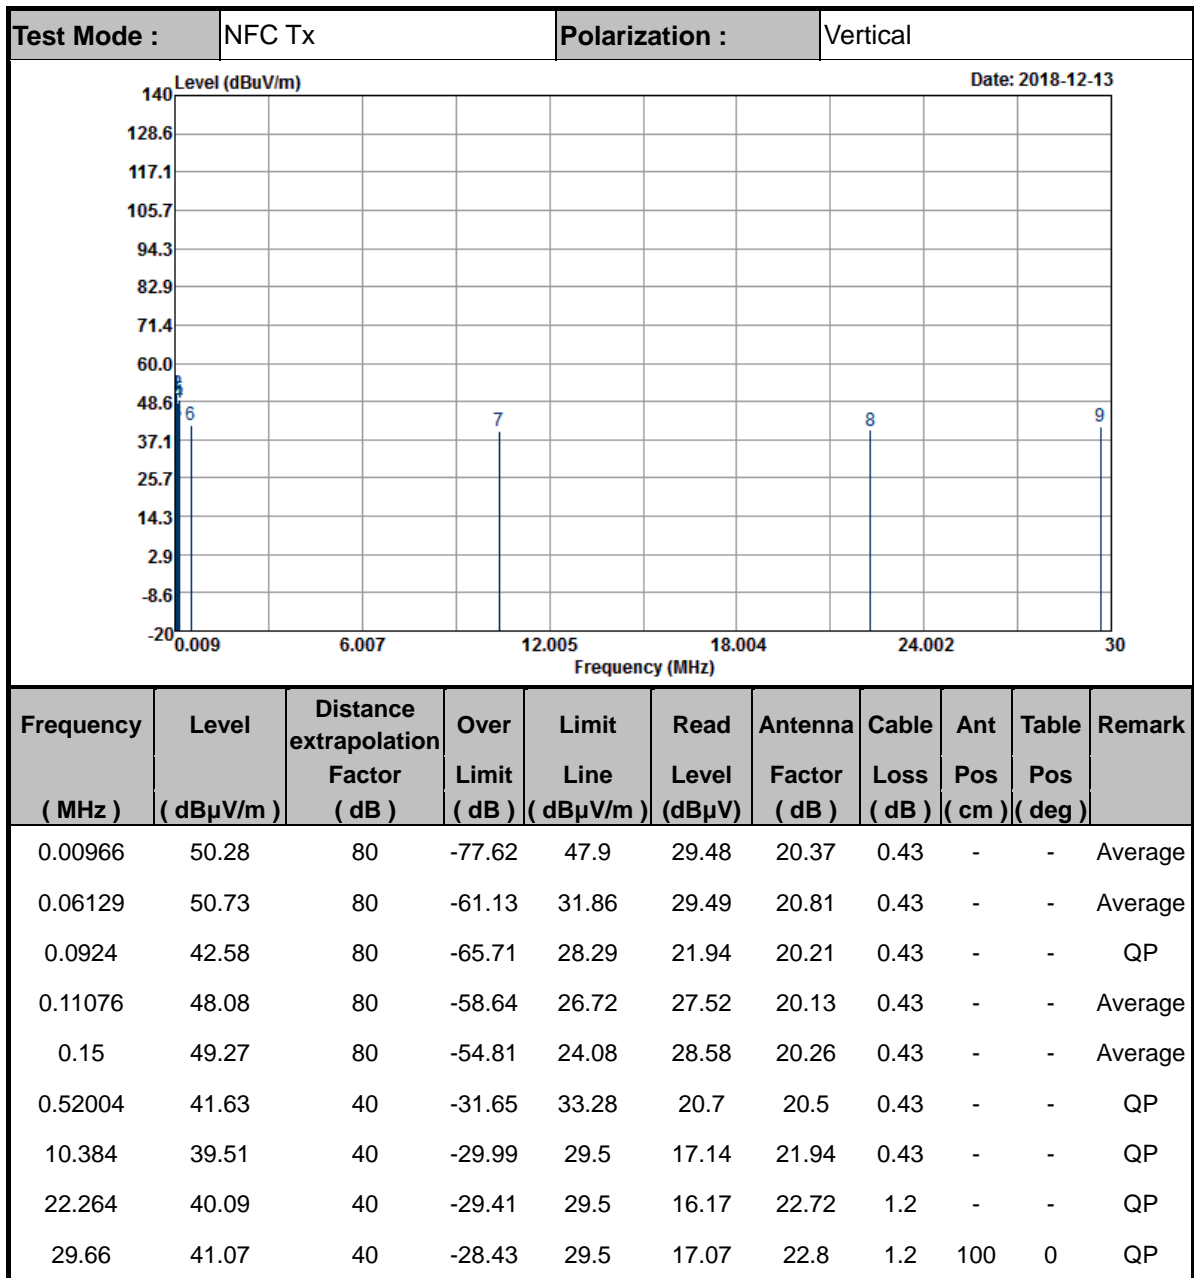 Test Mode : NFC Tx Polarization : Vertical
Level (dBuV/m) Date: 2018-12-13
140
128.6
117.1
105.7
94.3
82.9
71.4
60.0
48.6
37.1
25.7
14.3
2.9
-8.6
-20
6 7 8 9
0.009 6.007 12.005 18.004 24.002 30
Frequency (MHz)
Frequency Level Distance extrapolation Over Limit Read Antenna Cable Ant Table Remark
Factor Limit Line Level Factor Loss Pos Pos
( MHz ) ( dBµV/m ) ( dB ) ( dB ) ( dBµV/m ) (dBµV) ( dB ) ( dB ) ( cm ) ( deg )
0.00966 50.28 80 -77.62 47.9 29.48 20.37 0.43 - - Average
0.06129 50.73 80 -61.13 31.86 29.49 20.81 0.43 - - Average
0.0924 42.58 80 -65.71 28.29 21.94 20.21 0.43 - - QP
0.11076 48.08 80 -58.64 26.72 27.52 20.13 0.43 - - Average
0.15 49.27 80 -54.81 24.08 28.58 20.26 0.43 - - Average
0.52004 41.63 40 -31.65 33.28 20.7 20.5 0.43 - - QP
10.384 39.51 40 -29.99 29.5 17.14 21.94 0.43 - - QP
22.264 40.09 40 -29.41 29.5 16.17 22.72 1.2 - - QP
29.66 41.07 40 -28.43 29.5 17.07 22.8 1.2 100 0 QP